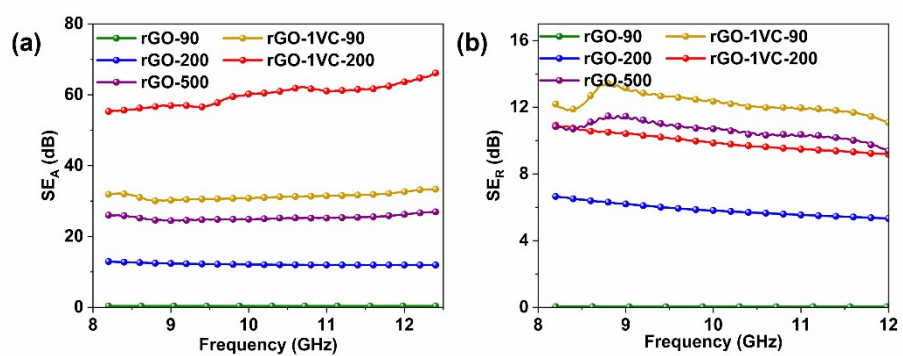 (a)
rGO-90
rGO-1VC-90
rGO-200
rGO-1VC-200
rGO-500
SE_A (dB)
80
60
40
20
0
8
9
10
11
12
Frequency (GHz)
(b)
rGO-90
rGO-1VC-90
rGO-200
rGO-1VC-200
rGO-500
SE_R (dB)
16
12
8
4
0
8
9
10
11
12
Frequency (GHz)